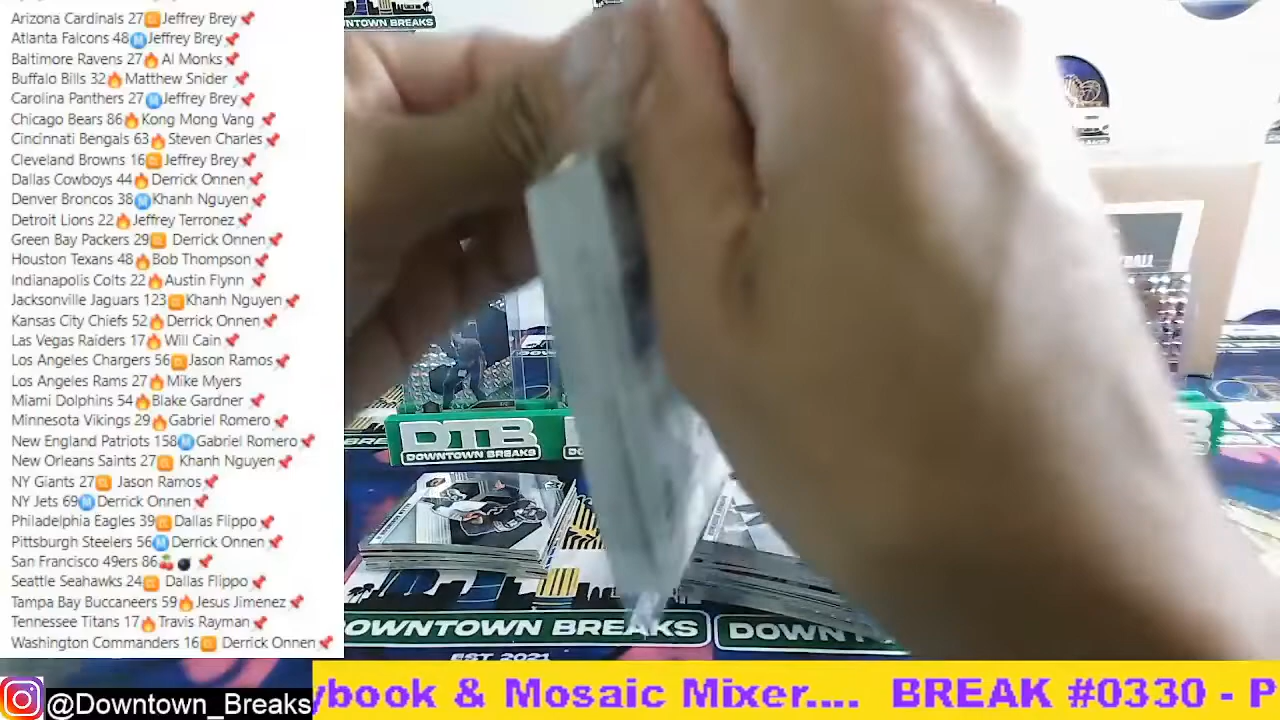 Arizona Cardinals 27 Jeffrey Brey
Atlanta Falcons 48 Jeffrey Brey
Baltimore Ravens 27 Al Monks
Buffalo Bills 32 Matthew Snider
Carolina Panthers 27 Jeffrey Brey
Chicago Bears 86 Kong Mong Vang
Cincinnati Bengals 63 Steven Charles
Cleveland Browns 16 Jeffrey Brey
Dallas Cowboys 44 Derrick Onnen
Denver Broncos 38 Khanh Nguyen
Detroit Lions 22 Jeffrey Terronez
Green Bay Packers 29 Derrick Onnen
Houston Texans 48 Bob Thompson
Indianapolis Colts 22 Austin Flynn
Jacksonville Jaguars 123 Khanh Nguyen
Kansas City Chiefs 52 Derrick Onnen
Las Vegas Raiders 17 Will Cain
Los Angeles Chargers 56 Jason Ramos
Los Angeles Rams 27 Mike Myers
Miami Dolphins 54 Blake Gardner
Minnesota Vikings 29 Gabriel Romero
New England Patriots 158 Gabriel Romero
New Orleans Saints 27 Khanh Nguyen
NY Giants 27 Jason Ramos
NY Jets 69 Derrick Onnen
Philadelphia Eagles 39 Dallas Flippo
Pittsburgh Steelers 56 Derrick Onnen
San Francisco 49ers 86
Seattle Seahawks 24 Dallas Flippo
Tampa Bay Buccaneers 59 Jesus Jimenez
Tennessee Titans 17 Travis Rayman
Washington Commanders 16 Derrick Onnen
NTOWN BREAKS
DTB
DOWNTOWN BREAKS
OWNTOWN BREAKS
DOWNT
EST. 2021
@Downtown_Breaks
ybook & Mosaic Mixer.... BREAK #0330 - P